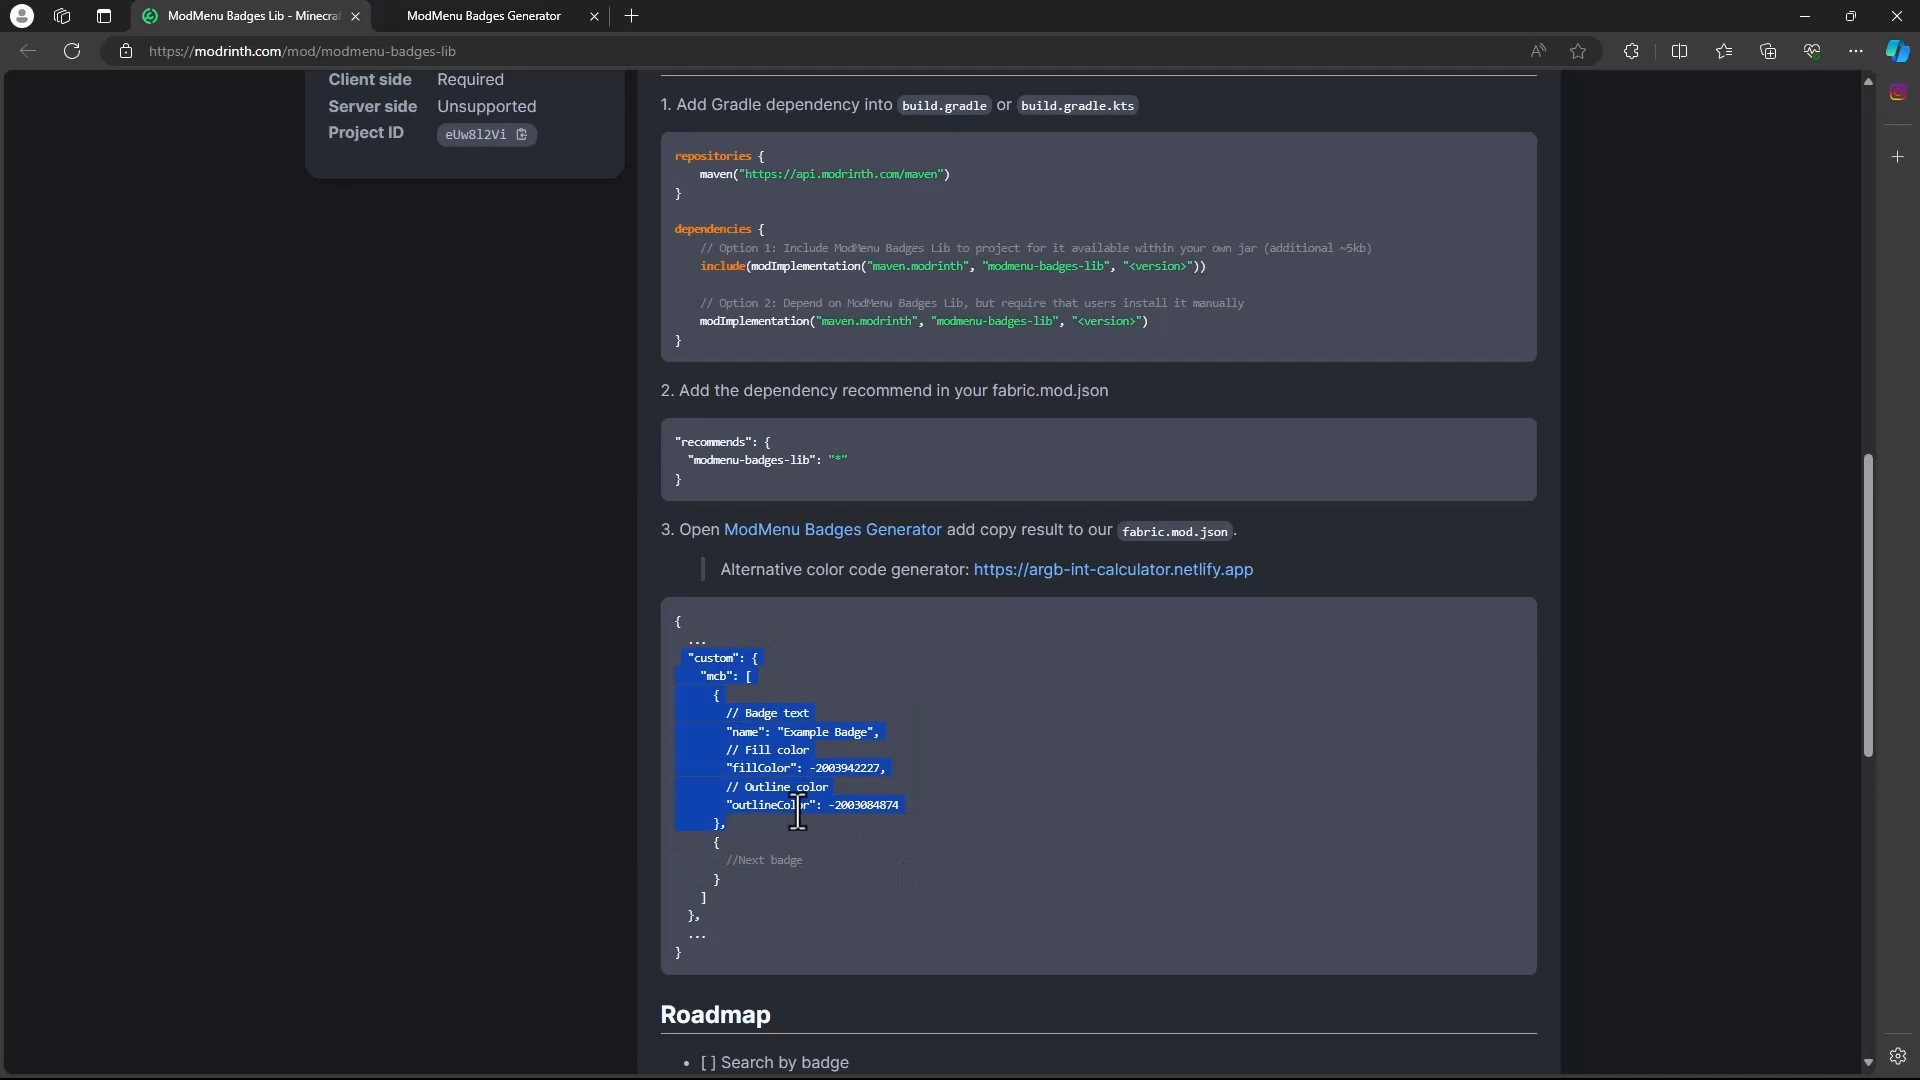 ModMenu Badges Lib - Minecra
ModMenu Badges Generator
https://modrinth.com/mod/modmenu-badges-lib
Client side Required
Server side Unsupported
Project ID eUw8l2Vi
1. Add Gradle dependency into build.gradle or build.gradle.kts
repositories {
maven("https://api.modrinth.com/maven")
}
dependencies {
// Option 1: Include ModMenu Badges Lib to project for it available within your own jar (additional ~5kb)
include(modImplementation("maven.modrinth", "modmenu-badges-lib", "<version>"))
// Option 2: Depend on ModMenu Badges Lib, but require that users install it manually
modImplementation("maven.modrinth", "modmenu-badges-lib", "<version>")
}
2. Add the dependency recommend in your fabric.mod.json
"recommends": {
"modmenu-badges-lib": "*"
}
3. Open ModMenu Badges Generator add copy result to our fabric.mod.json.
Alternative color code generator: https://argb-int-calculator.netlify.app
{
...
"custom": {
"mcb": [
{
// Badge text
"name": "Example Badge",
// Fill color
"fillColor": -2003942227,
// Outline color
"outlineColor": -2003084874
},
{
//Next badge
}
]
},
...
}
Roadmap
• [ ] Search by badge